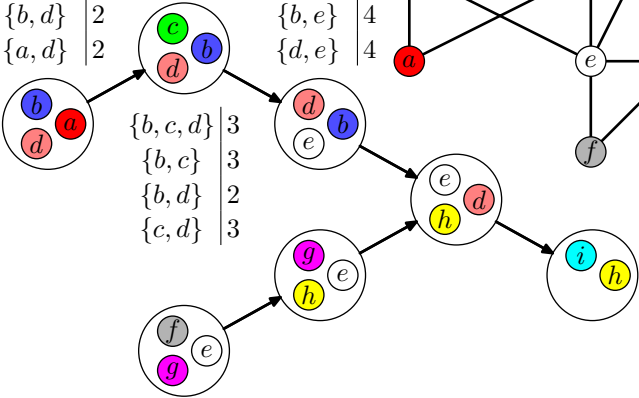 {b, d} 2
{a, d} 2
{b, e} 4
{d, e} 4
c
b
d
a
e
f
b
a
d
d
b
e
{b, c, d} 3
{b, c} 3
{b, d} 2
{c, d} 3
e
d
h
g
e
h
i
h
f
e
g